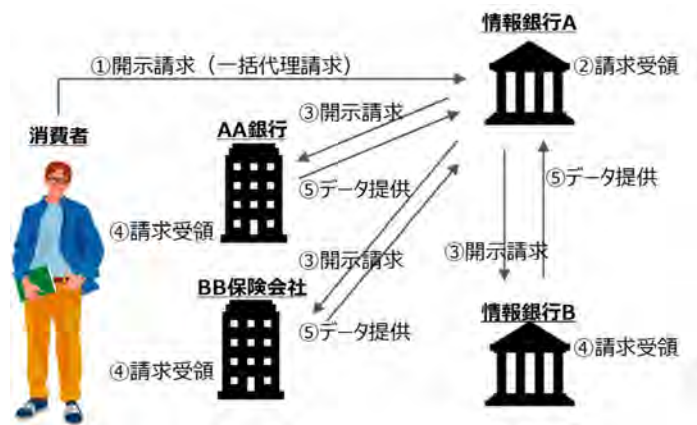 情報銀行A
①開示請求（一括代理請求）
②請求受領
③開示請求
AA銀行
消費者
⑤データ提供
⑤データ提供
④請求受領
③開示請求
③開示請求
BB保険会社
情報銀行B
⑤データ提供
④請求受領
④請求受領